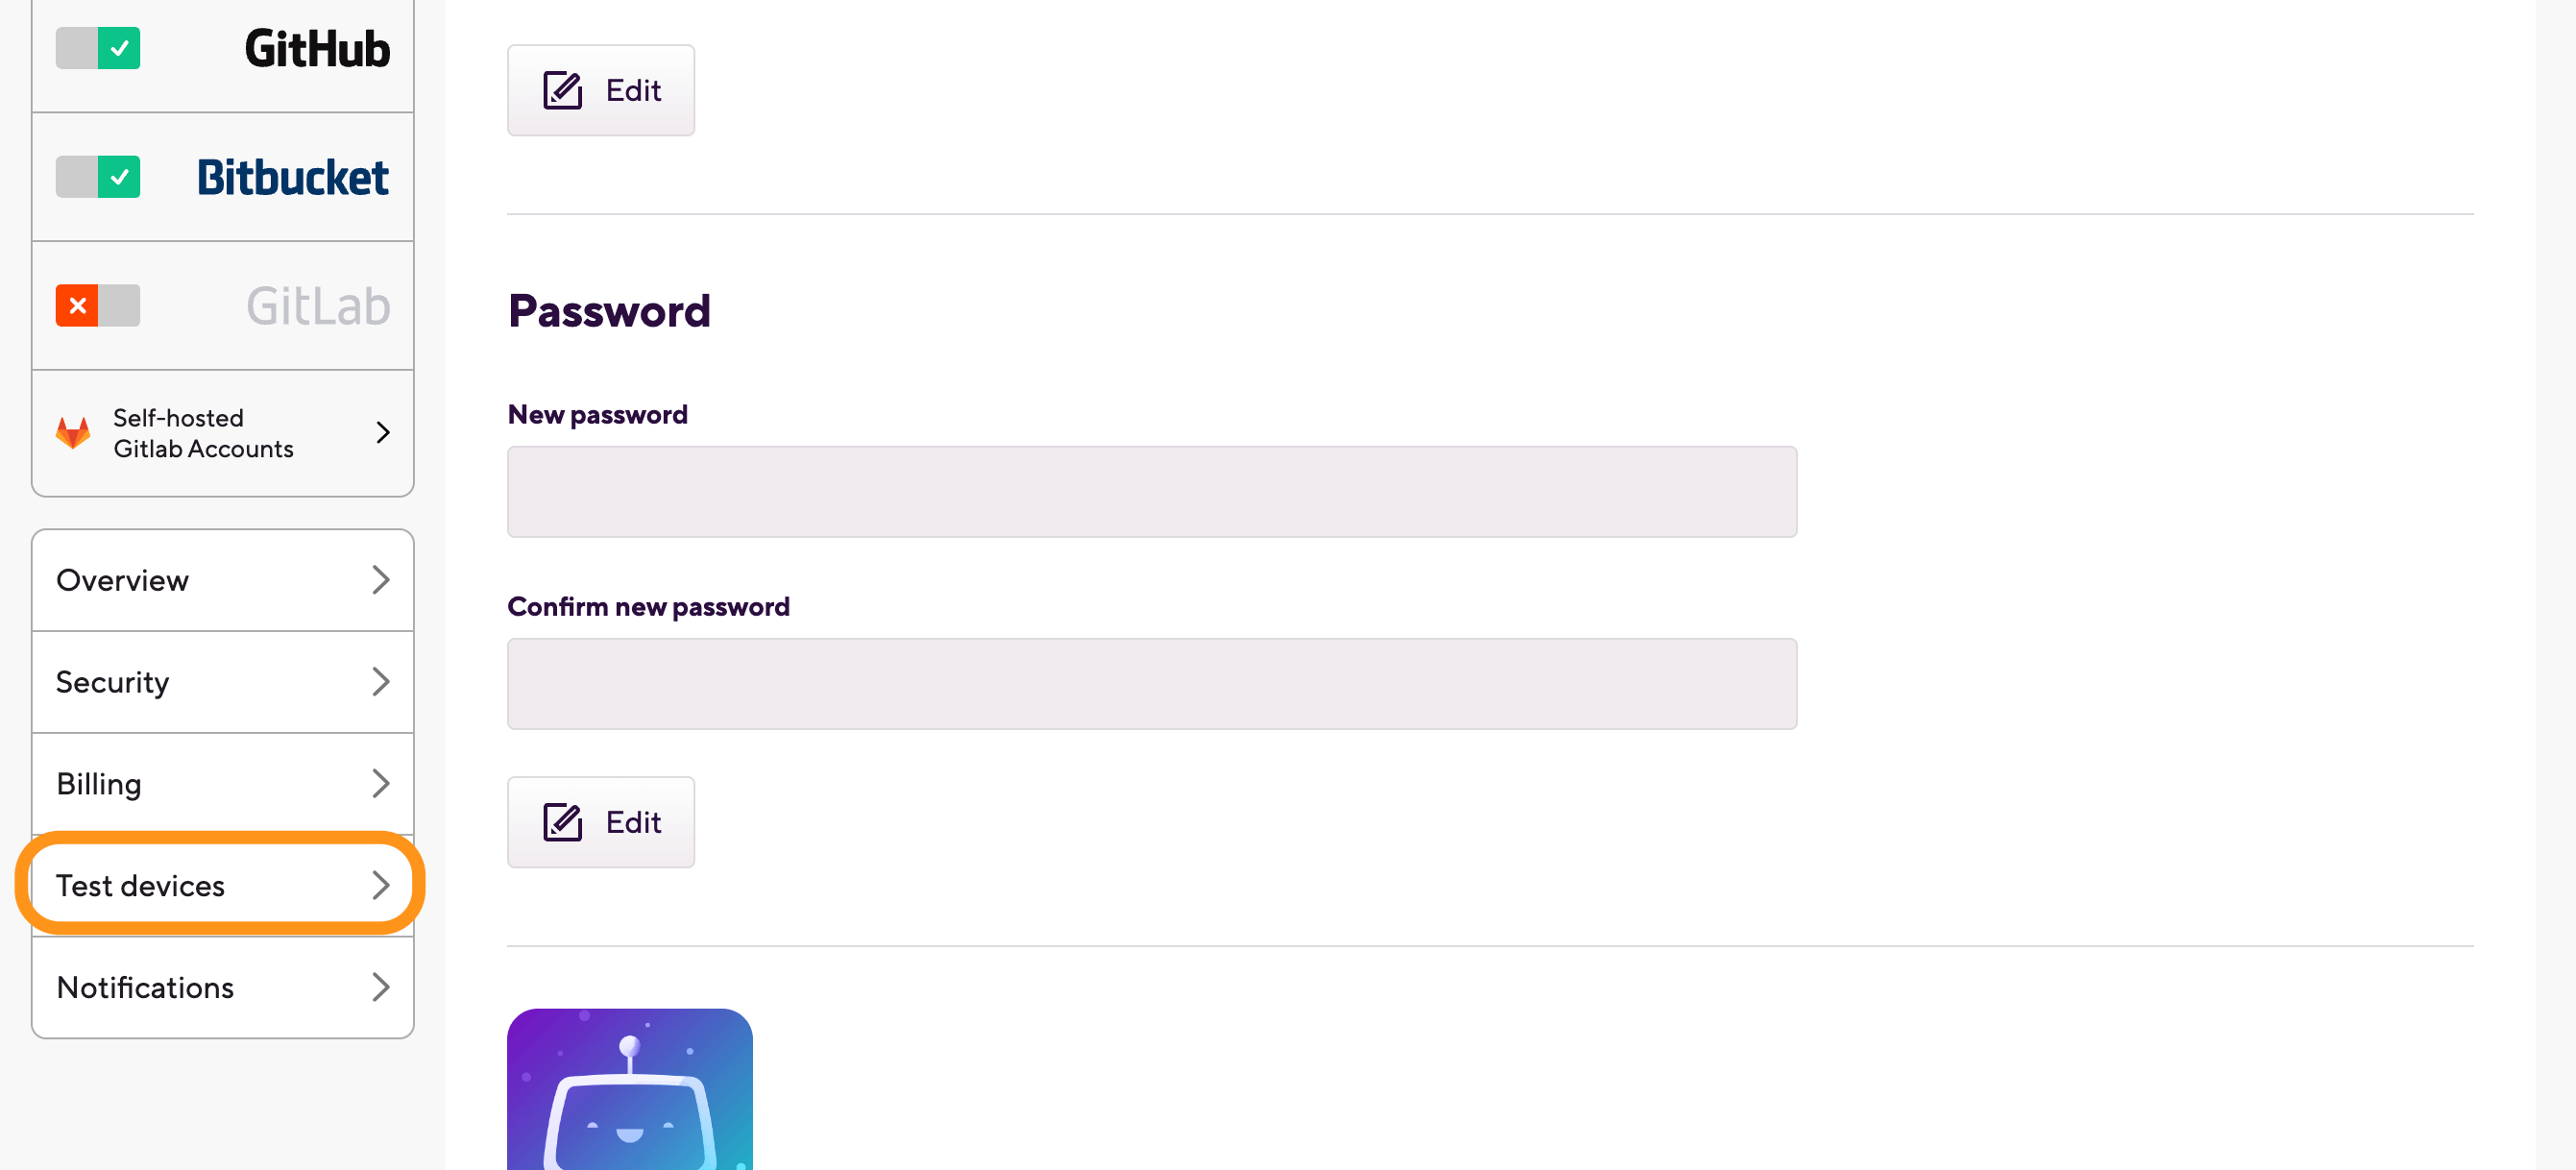 GitHub
Bitbucket
GitLab
Self-hosted
Gitlab Accounts
Overview
Security
Billing
Test devices
Notifications
Edit
Password
New password
Confirm new password
Edit